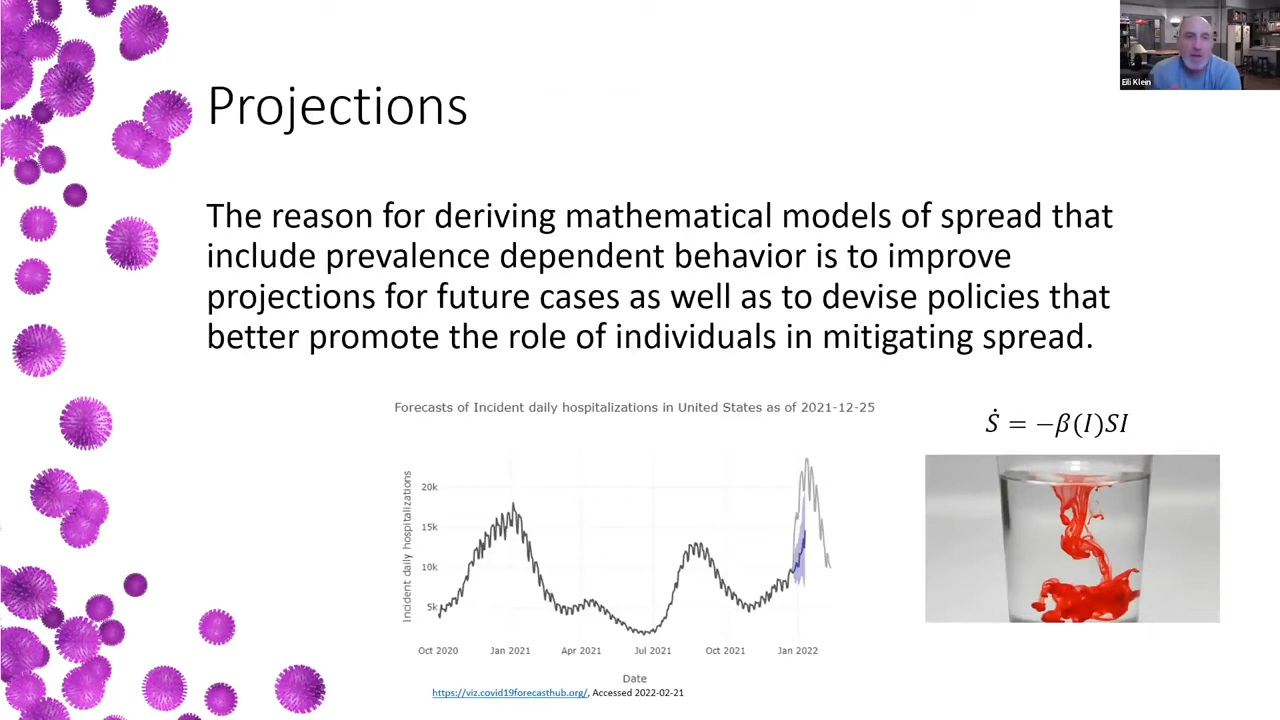 Eili Klein
Projections
The reason for deriving mathematical models of spread that
include prevalence dependent behavior is to improve
projections for future cases as well as to devise policies that
better promote the role of individuals in mitigating spread.
Forecasts of Incident daily hospitalizations in United States as of 2021-12-25
Ṡ = −β(I)SI
Incident daily hospitalizations
20k
15k
10k
5k
Oct 2020 Jan 2021 Apr 2021 Jul 2021 Oct 2021 Jan 2022
Date
https://viz.covid19forecasthub.org/, Accessed 2022-02-21